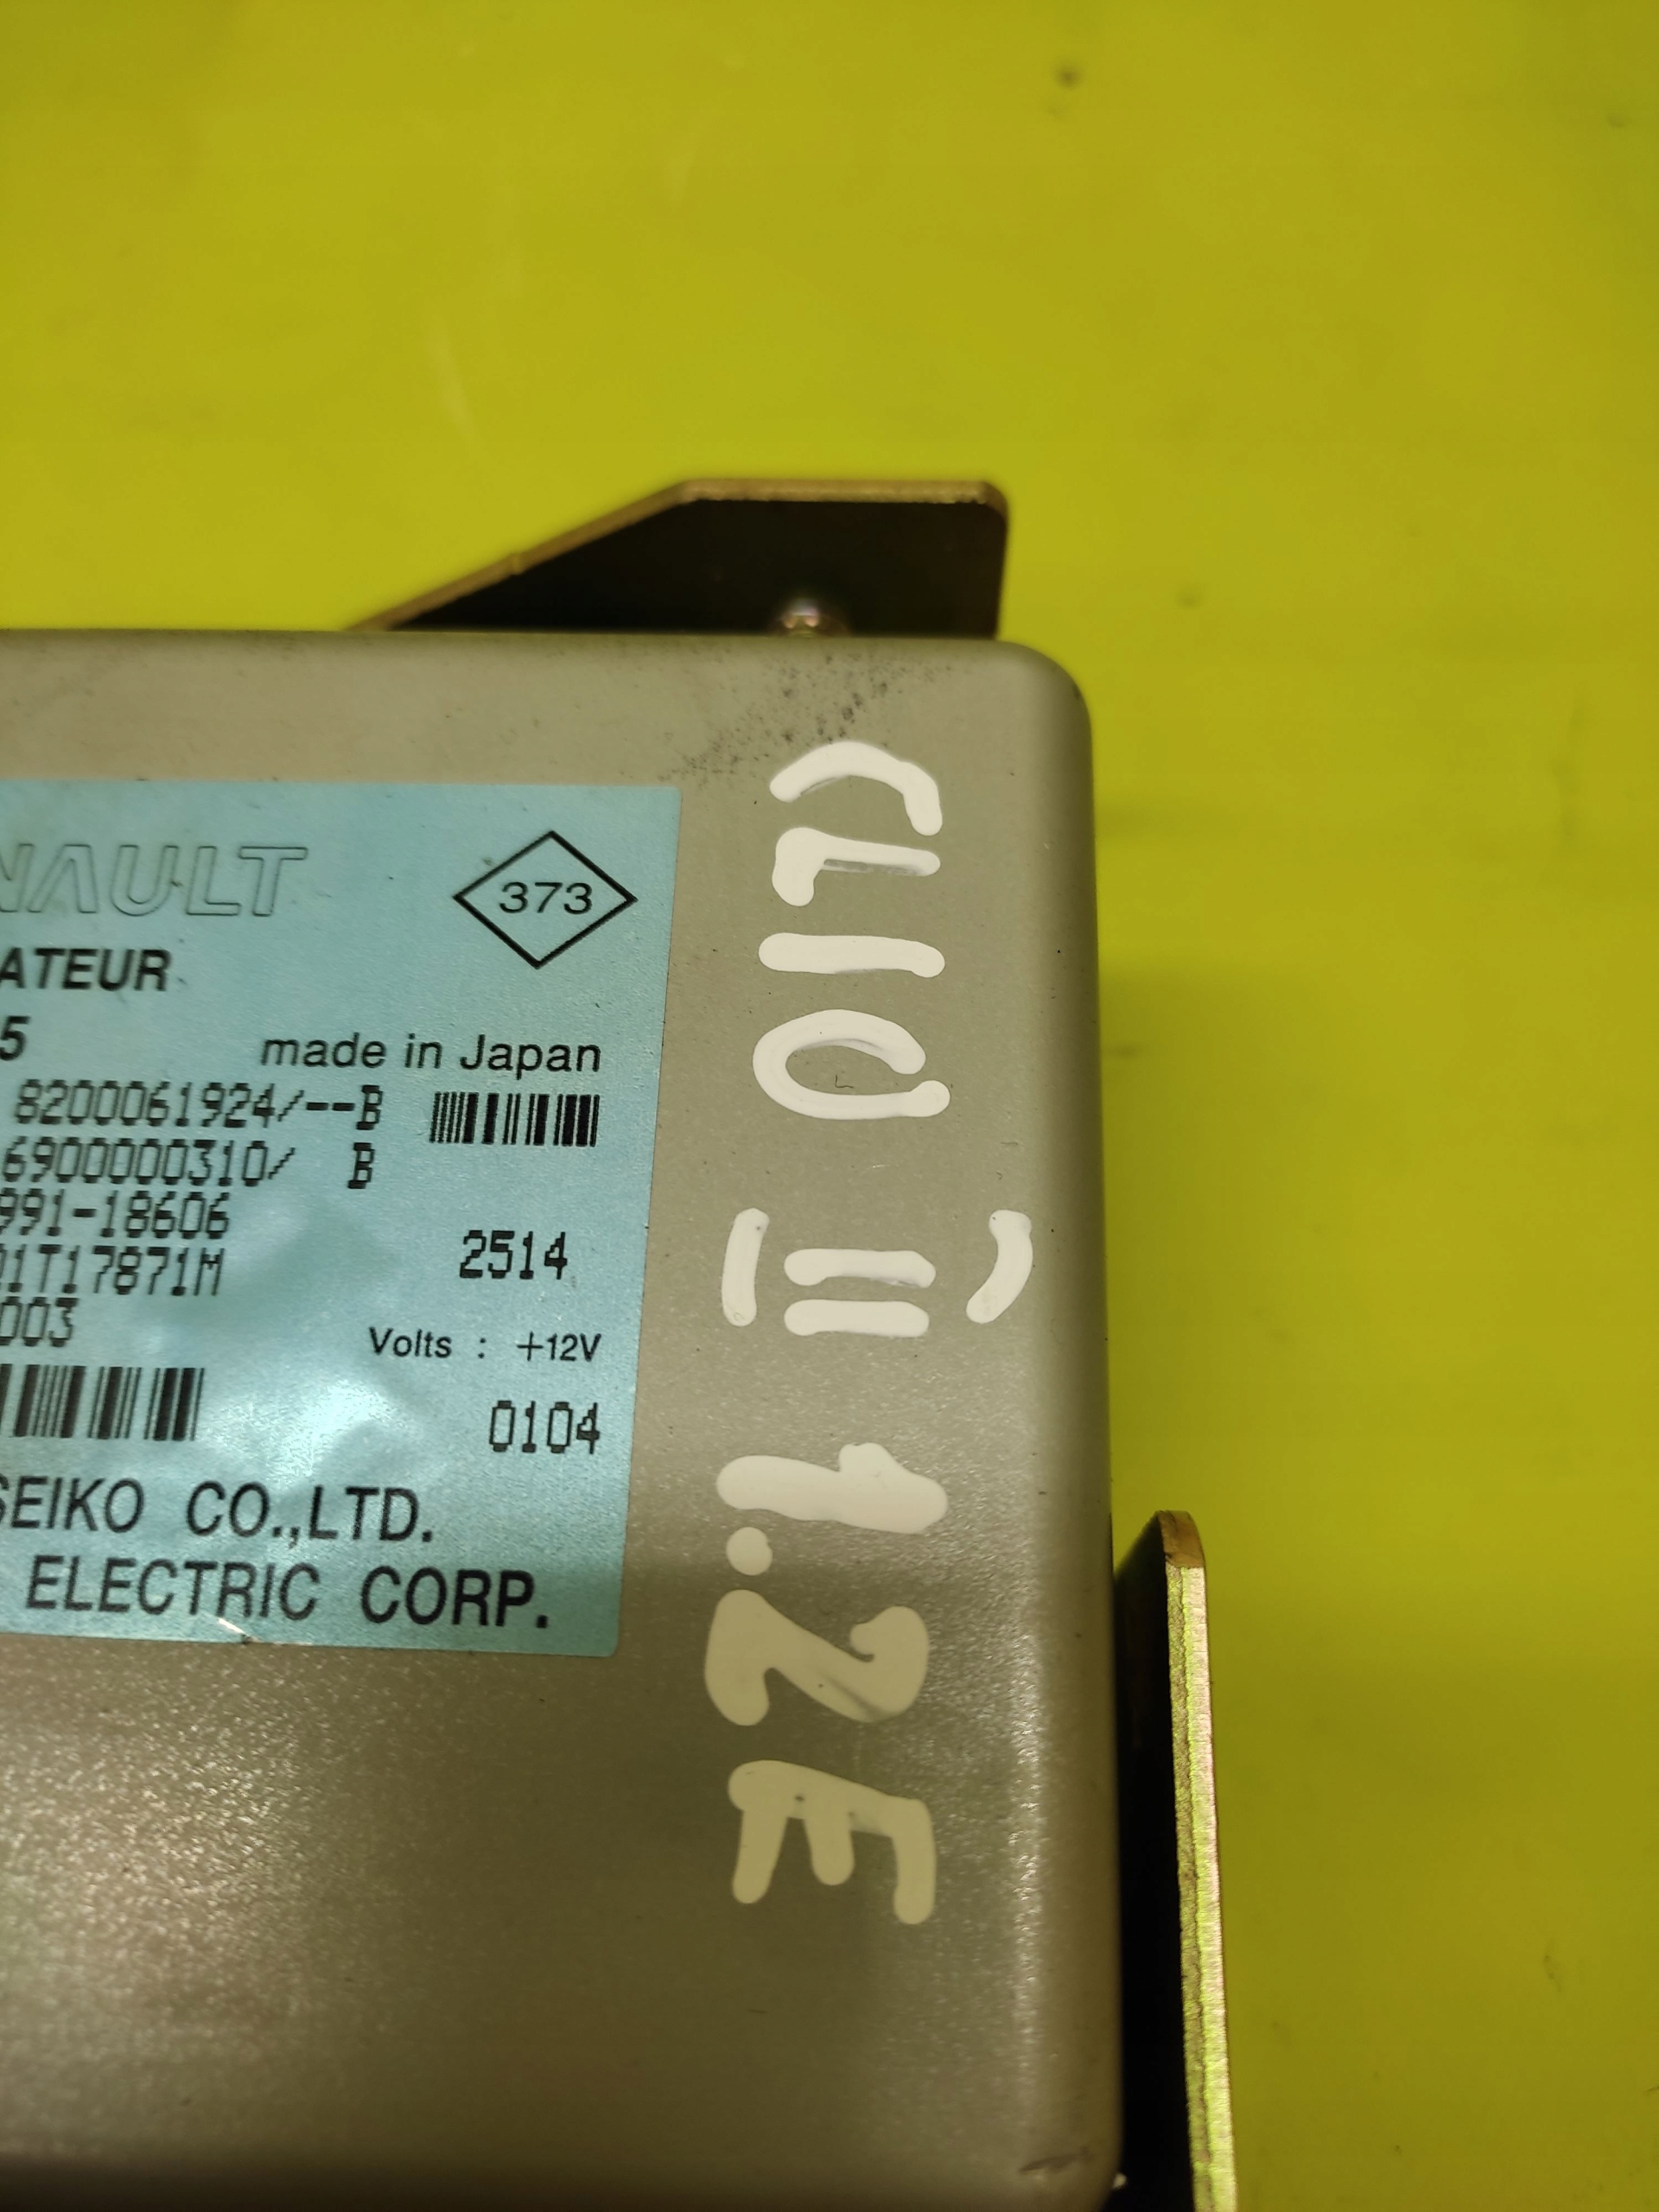 NAULT
373
ATEUR
5 made in Japan
8200061924/--B
6900000310/ B
991-18606
01T17871M 2514
003
Volts : +12V
0104
SEIKO CO.,LTD.
ELECTRIC CORP.
CLIO II 1.2E